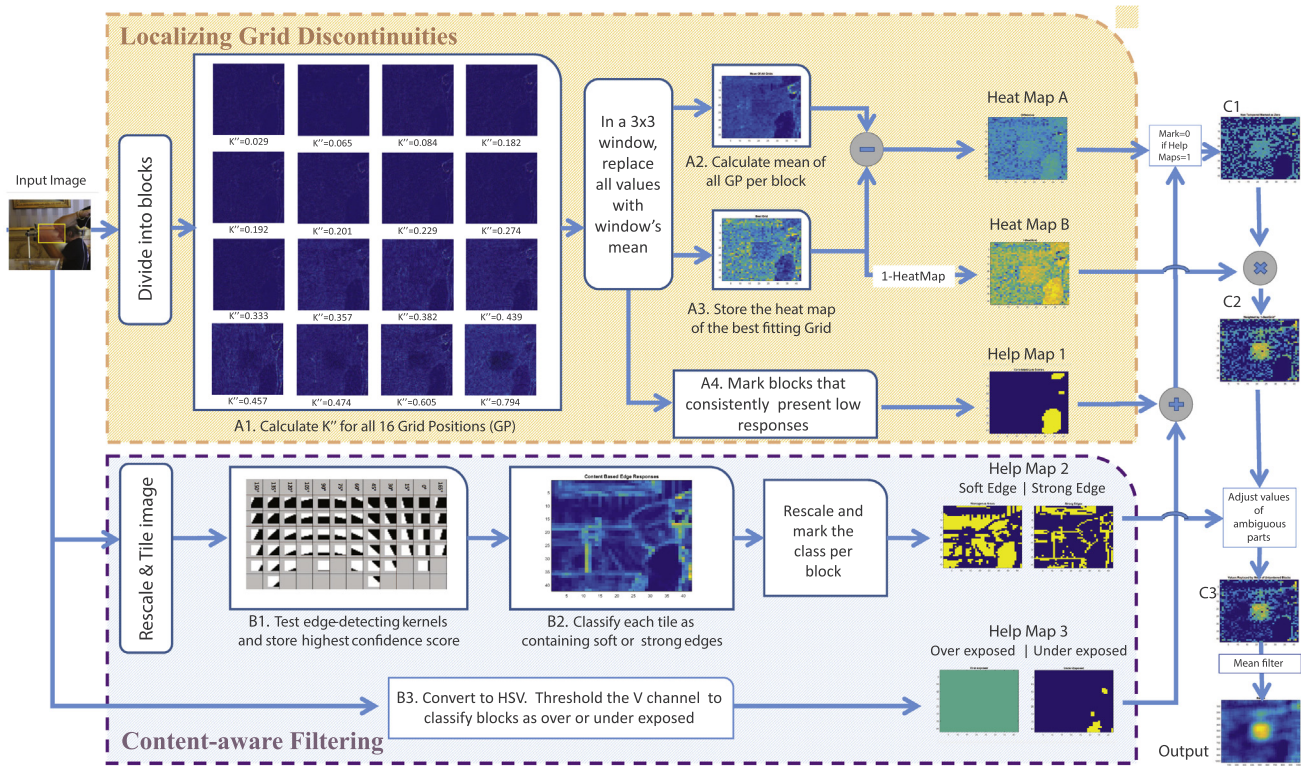 Localizing Grid Discontinuities
Input Image
Divide into blocks
K''=0.029
K''=0.065
K''=0.084
K''=0.182
K''=0.192
K''=0.201
K''=0.229
K''=0.274
K''=0.333
K''=0.357
K''=0.382
K''=0. 439
K''=0.457
K''=0.474
K''=0.605
K''=0.794
A1. Calculate K'' for all 16 Grid Positions (GP)
In a 3x3
window,
replace
all values
with
window's
mean
A2. Calculate mean of
all GP per block
A3. Store the heat map
of the best fitting Grid
A4. Mark blocks that
consistently present low
responses
Heat Map A
1-HeatMap
Heat Map B
Help Map 1
Mark=0
if Help
Maps=1
C1
C2
Adjust values
of
ambiguous
parts
C3
Mean filter
Output
Rescale & Tile image
B1. Test edge-detecting kernels
and store highest confidence score
Content Based Edge Responses
B2. Classify each tile as
containing soft or strong edges
Rescale and
mark the
class per
block
Help Map 2
Soft Edge | Strong Edge
Help Map 3
Over exposed | Under exposed
B3. Convert to HSV. Threshold the V channel to
classify blocks as over or under exposed
Content-aware Filtering